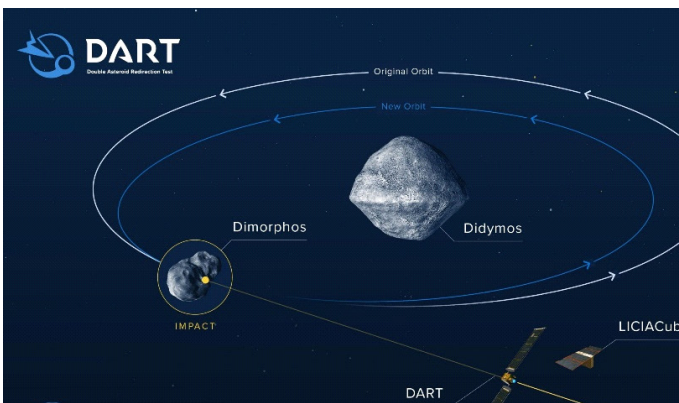 DART
Double Asteroid Redirection Test
Original Orbit
New Orbit
Dimorphos
Didymos
IMPACT
LICIACub
DART